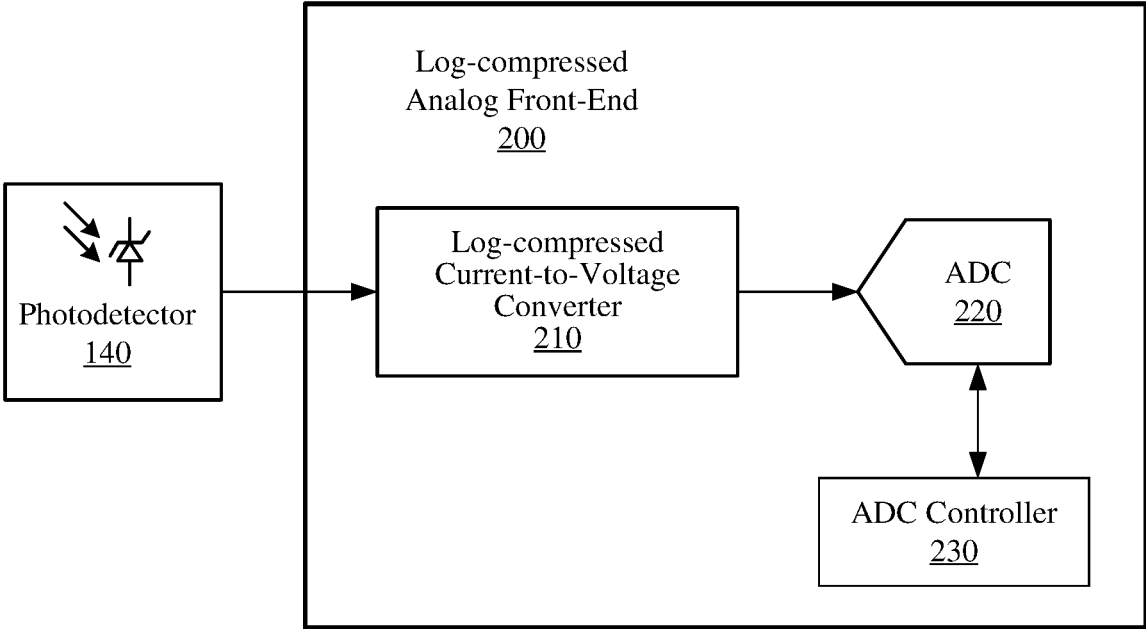 Log-compressed
Analog Front-End
200
Photodetector
140
Log-compressed
Current-to-Voltage
Converter
210
ADC
220
ADC Controller
230